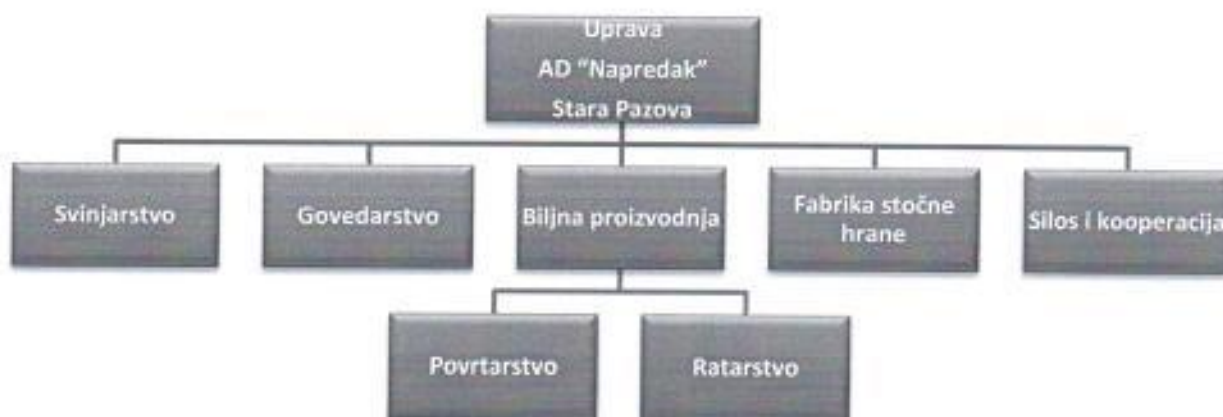 Uprava
AD "Napredak"
Stara Pazova
Svinjarstvo
Govedarstvo
Biljna proizvodnja
Fabrika stočne
hrane
Silos i kooperacija
Povrtarstvo
Ratarstvo